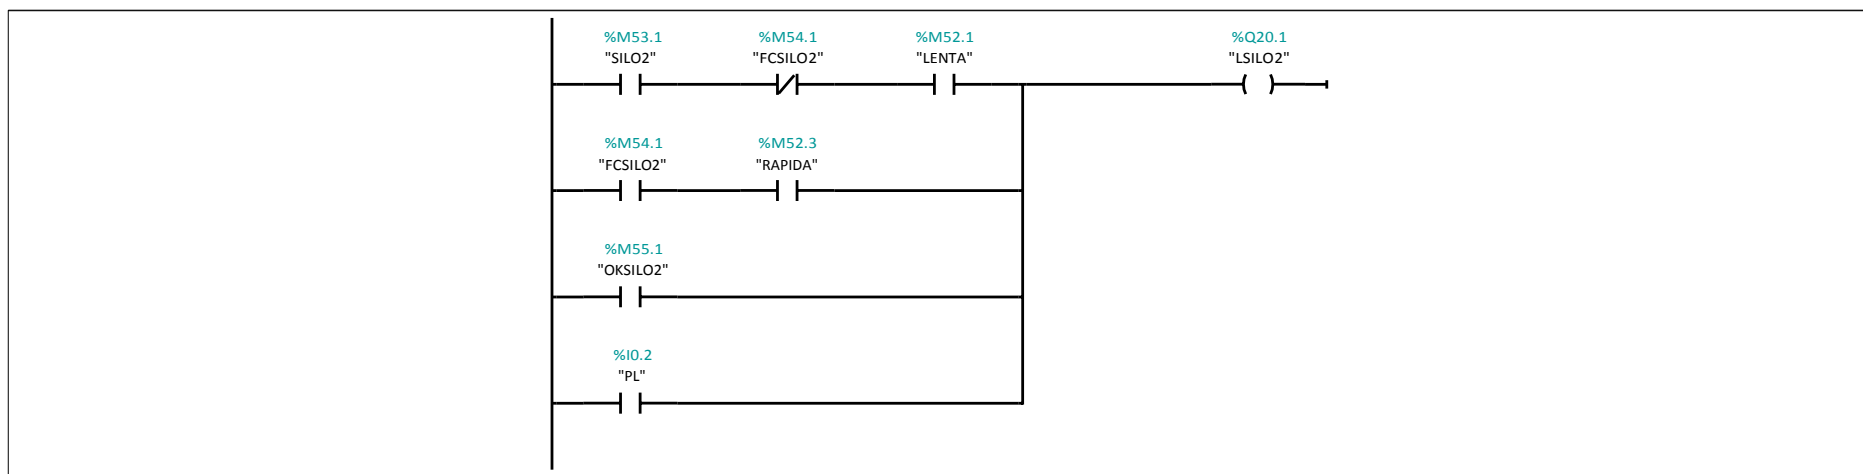 %M53.1 %M54.1 %M52.1 %Q20.1
"SILO2" "FCSILO2" "LENTA" "LSILO2"
%M54.1 %M52.3
"FCSILO2" "RAPIDA"
%M55.1
"OKSILO2"
%I0.2
"PL"